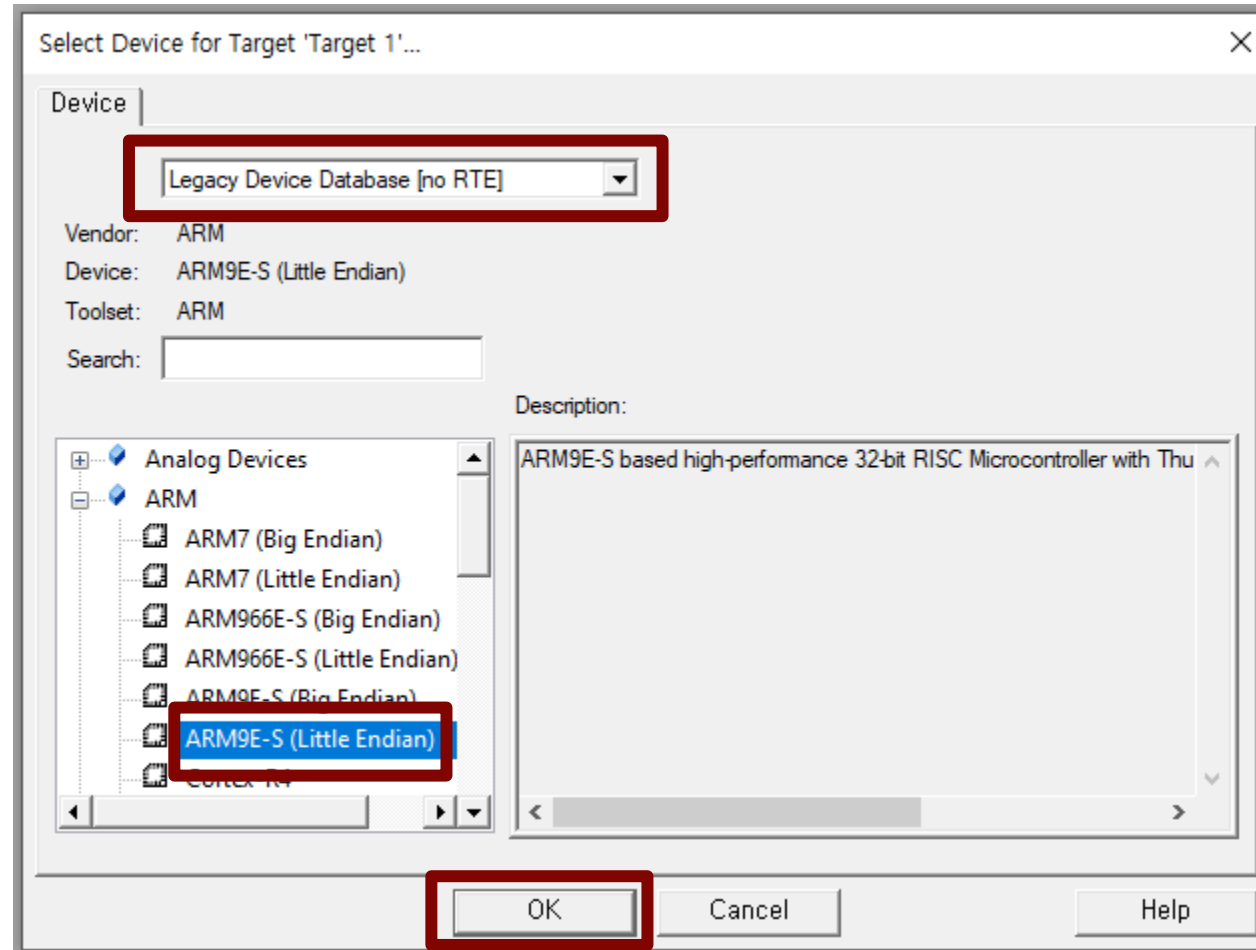 Select Device for Target 'Target 1'...
Device
Legacy Device Database [no RTE]
Vendor: ARM
Device: ARM9E-S (Little Endian)
Toolset: ARM
Search:
Description:
Analog Devices
ARM
ARM7 (Big Endian)
ARM7 (Little Endian)
ARM966E-S (Big Endian)
ARM966E-S (Little Endian)
ARM9E-S (Big Endian)
ARM9E-S (Little Endian)
Cortex-R4
ARM9E-S based high-performance 32-bit RISC Microcontroller with Thu
OK Cancel Help